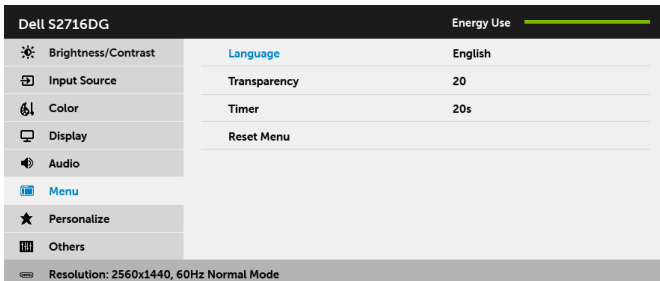 Dell S2716DG Energy Use
Brightness/Contrast Language English
Input Source Transparency 20
Color Timer 20s
Display Reset Menu
Audio
Menu
Personalize
Others
Resolution: 2560x1440, 60Hz Normal Mode